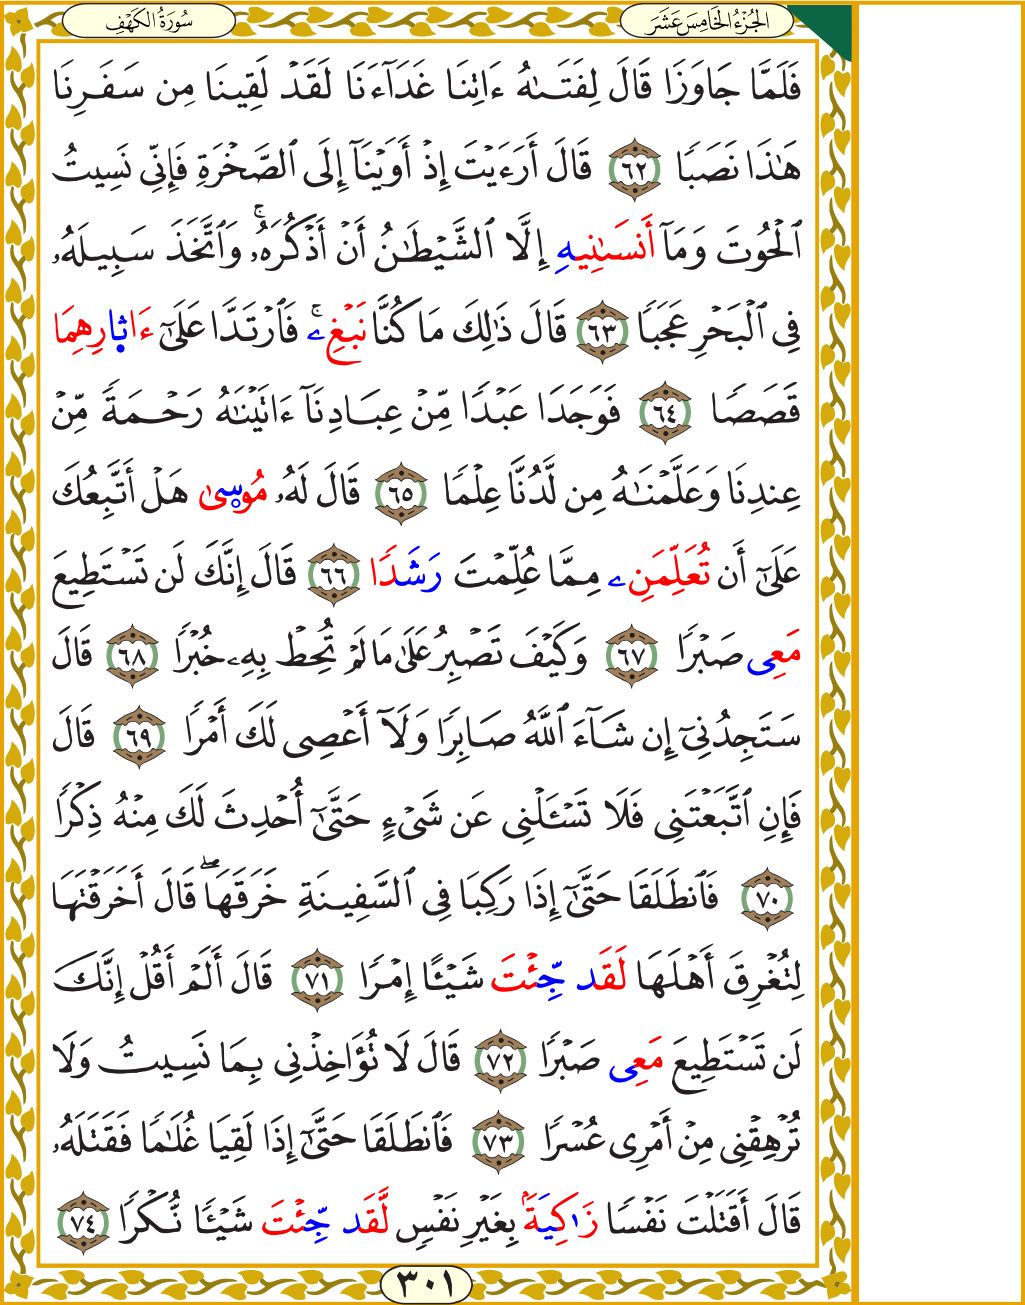 الجُزْءُ الخَامِسَ عَشَرَ
سُورَةُ الكَهْفِ
فَلَمَّا جَاوَزَا قَالَ لِفَتَىٰهُ ءَاتِنَا غَدَآءَنَا لَقَدْ لَقِينَا مِن سَفَرِنَا
هَٰذَا نَصَبًا ٦٢ قَالَ أَرَءَيْتَ إِذْ أَوَيْنَآ إِلَى ٱلصَّخْرَةِ فَإِنِّي نَسِيتُ
ٱلْحُوتَ وَمَآ أَنسَىٰنِيهِ إِلَّا ٱلشَّيْطَٰنُ أَنْ أَذْكُرَهُۥۚ وَٱتَّخَذَ سَبِيلَهُۥ
فِي ٱلْبَحْرِ عَجَبًا ٦٣ قَالَ ذَٰلِكَ مَا كُنَّا نَبْغِۦۚ فَٱرْتَدَّا عَلَىٰٓ ءَاثٜارِهِمَا
قَصَصًا ٦٤ فَوَجَدَا عَبْدًا مِّنْ عِبَادِنَآ ءَاتَيْنَٰهُ رَحْمَةً مِّنْ
عِندِنَا وَعَلَّمْنَٰهُ مِن لَّدُنَّا عِلْمًا ٦٥ قَالَ لَهُۥ مُوسٜىٰ هَلْ أَتَّبِعُكَ
عَلَىٰٓ أَن تُعَلِّمَنِۦ مِمَّا عُلِّمْتَ رَشَدًا ٦٦ قَالَ إِنَّكَ لَن تَسْتَطِيعَ
مَعِي صَبْرًا ٦٧ وَكَيْفَ تَصْبِرُ عَلَىٰ مَا لَمْ تُحِطْ بِهِۦ خُبْرًا ٦٨ قَالَ
سَتَجِدُنِيٓ إِن شَآءَ ٱللَّهُ صَابِرًا وَلَآ أَعْصِي لَكَ أَمْرًا ٦٩ قَالَ
فَإِنِ ٱتَّبَعْتَنِي فَلَا تَسْـَٔلْنِي عَن شَيْءٍ حَتَّىٰٓ أُحْدِثَ لَكَ مِنْهُ ذِكْرًا
٧٠ فَٱنطَلَقَا حَتَّىٰٓ إِذَا رَكِبَا فِي ٱلسَّفِينَةِ خَرَقَهَاۖ قَالَ أَخَرَقْتَهَا
لِتُغْرِقَ أَهْلَهَا لَقَد جِّئْتَ شَيْـًٔا إِمْرًا ٧١ قَالَ أَلَمْ أَقُلْ إِنَّكَ
لَن تَسْتَطِيعَ مَعِي صَبْرًا ٧٢ قَالَ لَا تُؤَاخِذْنِي بِمَا نَسِيتُ وَلَا
تُرْهِقْنِي مِنْ أَمْرِي عُسْرًا ٧٣ فَٱنطَلَقَا حَتَّىٰٓ إِذَا لَقِيَا غُلَٰمًا فَقَتَلَهُۥ
قَالَ أَقَتَلْتَ نَفْسًا زَٰكِيَةًۢ بِغَيْرِ نَفْسٍ لَّقَد جِّئْتَ شَيْـًٔا نُّكْرًا ٧٤
٣٠١